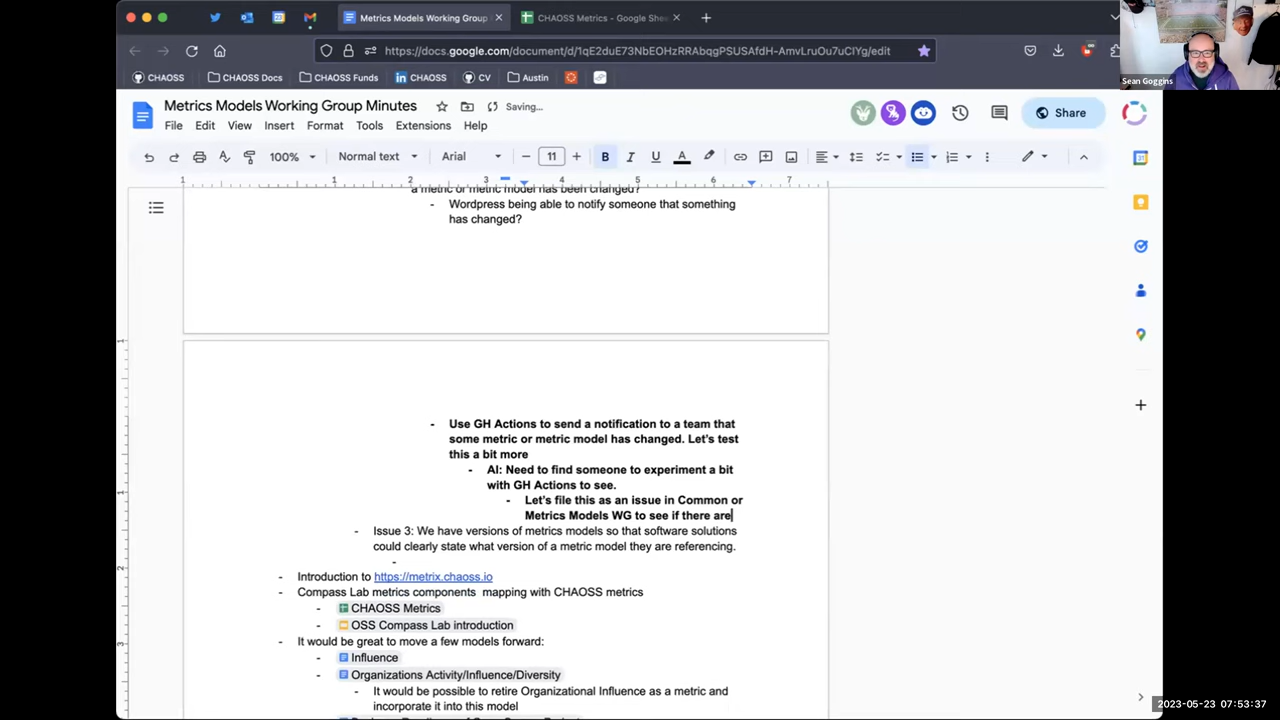 Metrics Models Working Group
CHAOSS Metrics - Google She
https://docs.google.com/document/d/1qE2duE73NbEOHzRRAbqgPSUSAfdH-AmvLruOu7uClYg/edit
CHAOSS
CHAOSS Docs
CHAOSS Funds
CHAOSS
CV
Austin
Sean Goggins
Metrics Models Working Group Minutes
Saving...
File Edit View Insert Format Tools Extensions Help
Share
100%
Normal text
Arial
11
1 1 2 3 4 5 6 7
a metric or metric model has been changed?
- Wordpress being able to notify someone that something
has changed?
- Use GH Actions to send a notification to a team that
some metric or metric model has changed. Let's test
this a bit more
- AI: Need to find someone to experiment a bit
with GH Actions to see.
- Let's file this as an issue in Common or
Metrics Models WG to see if there are
- Issue 3: We have versions of metrics models so that software solutions
could clearly state what version of a metric model they are referencing.
-
- Introduction to https://metrix.chaoss.io
- Compass Lab metrics components mapping with CHAOSS metrics
- CHAOSS Metrics
- OSS Compass Lab introduction
- It would be great to move a few models forward:
- Influence
- Organizations Activity/Influence/Diversity
- It would be possible to retire Organizational Influence as a metric and
incorporate it into this model
2023-05-23 07:53:37